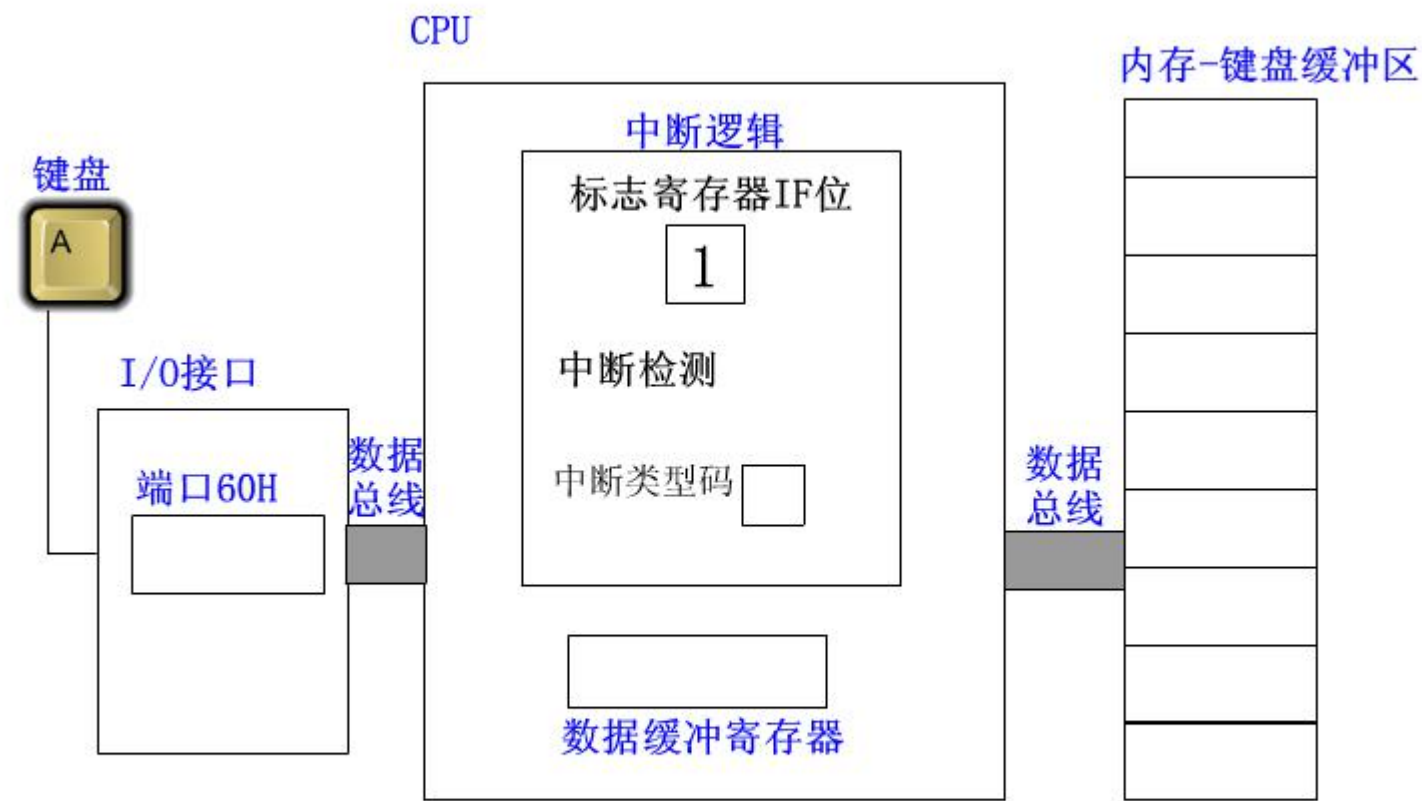 CPU
内存-键盘缓冲区
中断逻辑
键盘
标志寄存器IF位
A
1
I/O接口
中断检测
数据
总线
端口60H
中断类型码
数据
总线
数据缓冲寄存器